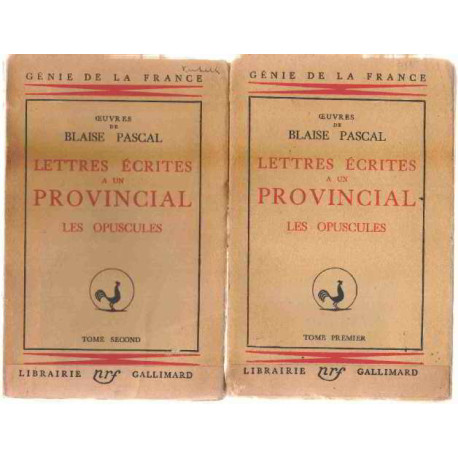 GÉNIE DE LA FRANCE
ŒUVRES
DE
BLAISE PASCAL
LETTRES ÉCRITES
A UN
PROVINCIAL
LES OPUSCULES
TOME SECOND
LIBRAIRIE nrf GALLIMARD
GÉNIE DE LA FRANCE
ŒUVRES
DE
BLAISE PASCAL
LETTRES ÉCRITES
A UN
PROVINCIAL
LES OPUSCULES
TOME PREMIER
LIBRAIRIE nrf GALLIMARD